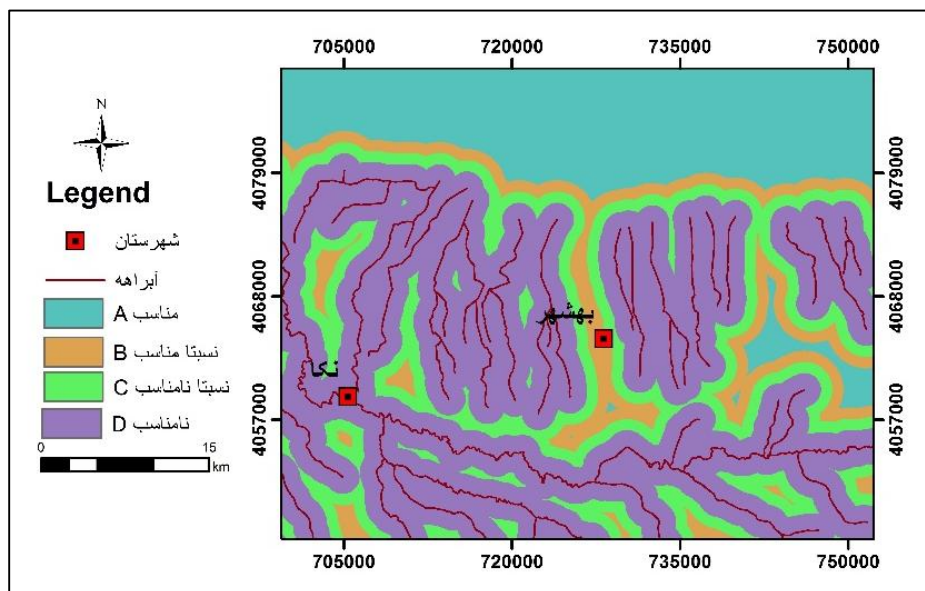 705000 720000 735000 750000
N
Legend
شهرستان
آبراهه
مناسب A
نسبتا مناسب B
نسبتا نامناسب C
نامناسب D
0 15
km
4079000 4079000
4068000 4068000
4057000 4057000
بهشهر
نکا
705000 720000 735000 750000